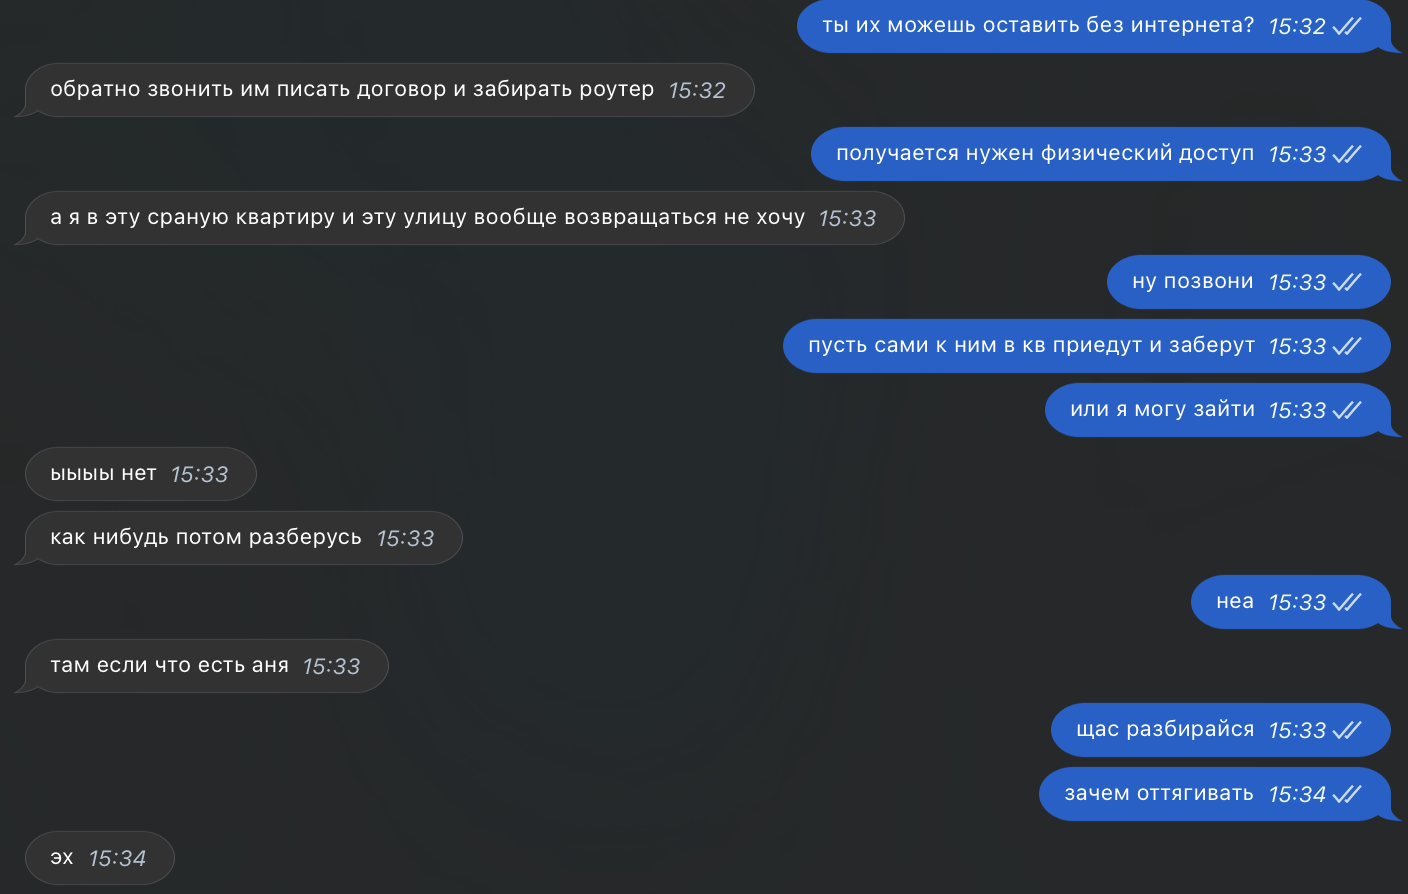 ты их можешь оставить без интернета? 15:32
обратно звонить им писать договор и забирать роутер 15:32
получается нужен физический доступ 15:33
а я в эту сраную квартиру и эту улицу вообще возвращаться не хочу 15:33
ну позвони 15:33
пусть сами к ним в кв приедут и заберут 15:33
или я могу зайти 15:33
ыыыы нет 15:33
как нибудь потом разберусь 15:33
неа 15:33
там если что есть аня 15:33
щас разбирайся 15:33
зачем оттягивать 15:34
эх 15:34